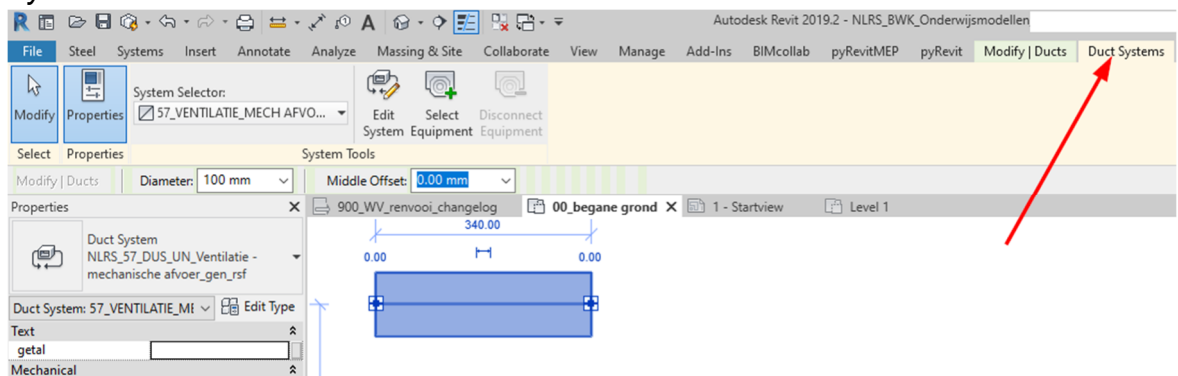 Autodesk Revit 2019.2 - NLRS_BWK_Onderwijsmodellen
File Steel Systems Insert Annotate Analyze Massing & Site Collaborate View Manage Add-Ins BIMcollab pyRevitMEP pyRevit Modify | Ducts Duct Systems
System Selector:
57_VENTILATIE_MECH AFVO...
Modify Properties Edit System Select Equipment Disconnect Equipment
Select Properties System Tools
Modify | Ducts Diameter: 100 mm Middle Offset: 0.00 mm
Properties 900_WV_renvooi_changelog 00_begane grond 1 - Startview Level 1
340.00
Duct System
NLRS_57_DUS_UN_Ventilatie -
mechanische afvoer_gen_rsf
0.00 0.00
Duct System: 57_VENTILATIE_ME Edit Type
Text
getal
Mechanical